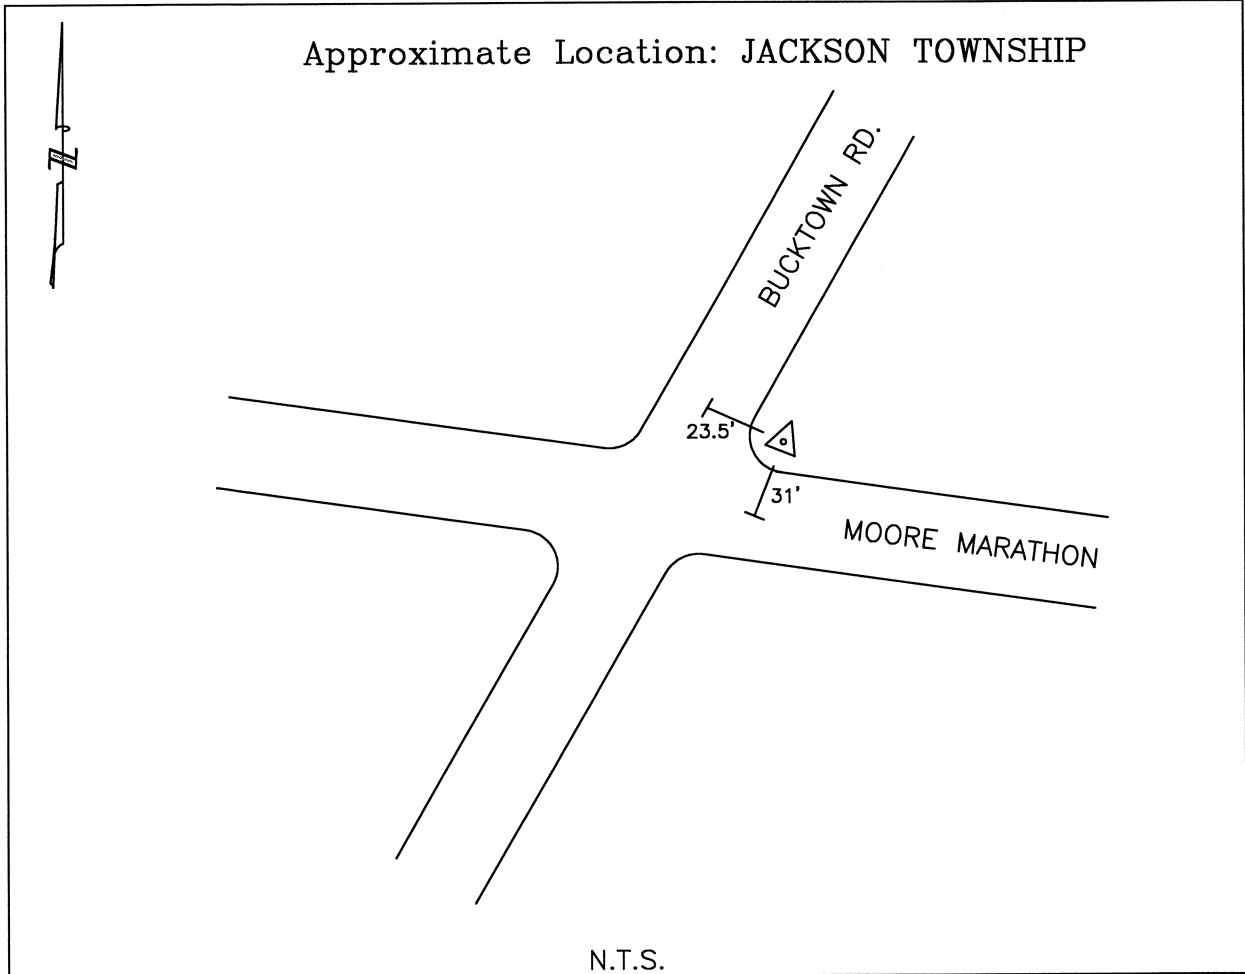 Approximate Location: JACKSON TOWNSHIP
N
BUCKTOWN RD.
23.5'
31'
MOORE MARATHON
N.T.S.